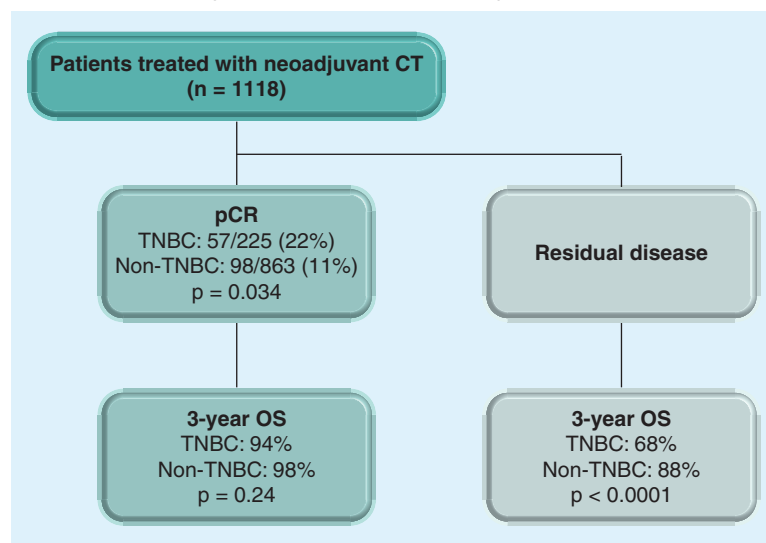 Patients treated with neoadjuvant CT
(n = 1118)
pCR
TNBC: 57/225 (22%)
Non-TNBC: 98/863 (11%)
p = 0.034
Residual disease
3-year OS
TNBC: 94%
Non-TNBC: 98%
p = 0.24
3-year OS
TNBC: 68%
Non-TNBC: 88%
p < 0.0001